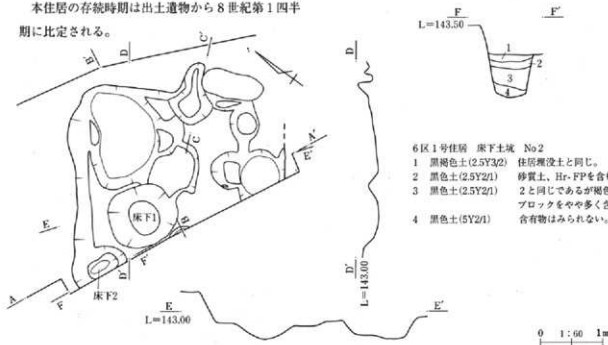 本住居の存続時期は出土遺物から8世紀第1四半
期に比定される。
B'
D
C'
F
F'
L=143.50
1
2
3
4
D
C
A'
E'
6区1号住居 床下土坑 No2
1 黒褐色土(2.5Y3/2) 住居埋没土と同じ。
2 黒色土(2.5Y2/1) 砂質土、Hr-FPを含
3 黒色土(2.5Y2/1) 2と同じであるが褐色
ブロックをやや多く含
4 黒色土(5Y2/1) 含有物はみられない。
床下1
E
B
F'
D'
A
F
床下2
D'
L=143.00
E
L=143.00
E'
0 1:60 1m